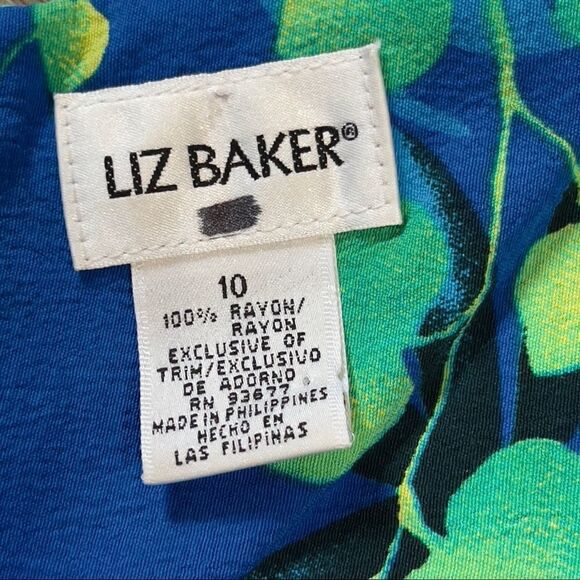 LIZ BAKER®
10
100% RAYON/
RAYON
EXCLUSIVE OF
TRIM/EXCLUSIVO
DE ADORNO
RN 93677
MADE IN PHILIPPINES
HECHO EN
LAS FILIPINAS